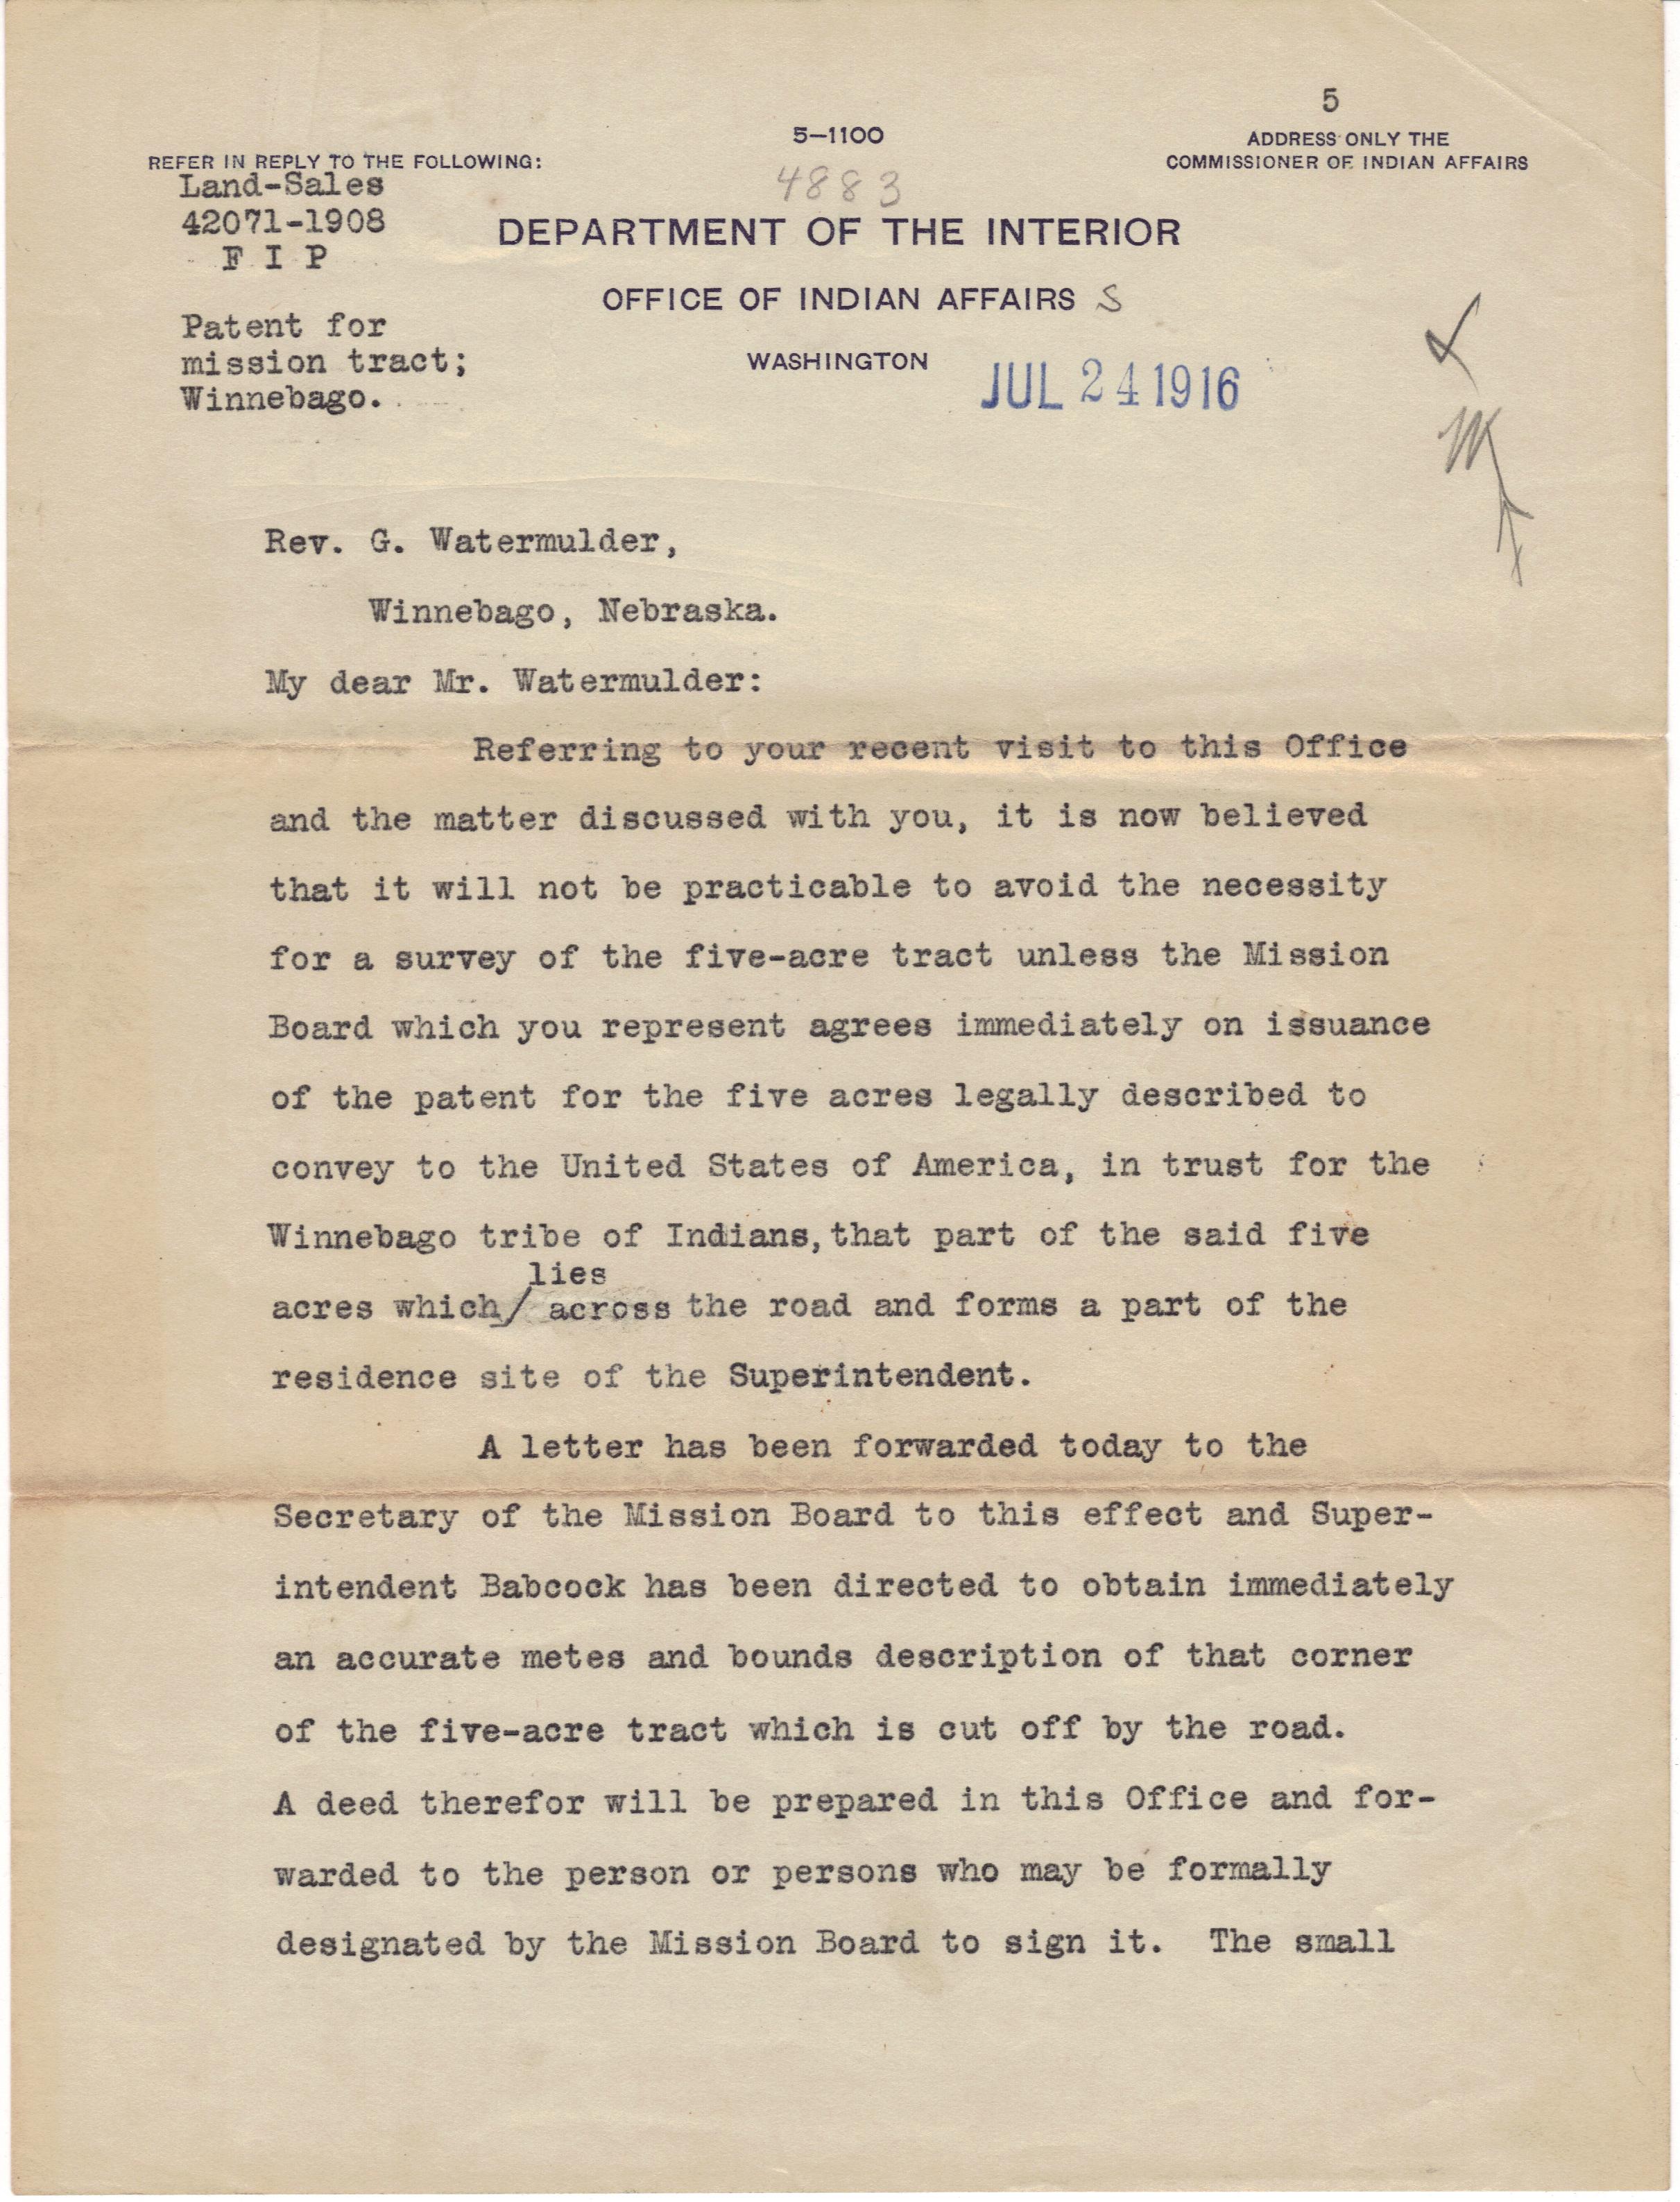 5
5—1100
ADDRESS ONLY THE
COMMISSIONER OF INDIAN AFFAIRS
REFER IN REPLY TO THE FOLLOWING:
Land-Sales
42071-1908
F I P
4883
DEPARTMENT OF THE INTERIOR
OFFICE OF INDIAN AFFAIRS S
Patent for
mission tract;
Winnebago.
WASHINGTON
JUL 24 1916
Rev. G. Watermulder,
Winnebago, Nebraska.
My dear Mr. Watermulder:
Referring to your recent visit to this Office
and the matter discussed with you, it is now believed
that it will not be practicable to avoid the necessity
for a survey of the five-acre tract unless the Mission
Board which you represent agrees immediately on issuance
of the patent for the five acres legally described to
convey to the United States of America, in trust for the
Winnebago tribe of Indians, that part of the said five
lies
acres which/ across the road and forms a part of the
residence site of the Superintendent.
A letter has been forwarded today to the
Secretary of the Mission Board to this effect and Super-
intendent Babcock has been directed to obtain immediately
an accurate metes and bounds description of that corner
of the five-acre tract which is cut off by the road.
A deed therefor will be prepared in this Office and for-
warded to the person or persons who may be formally
designated by the Mission Board to sign it. The small